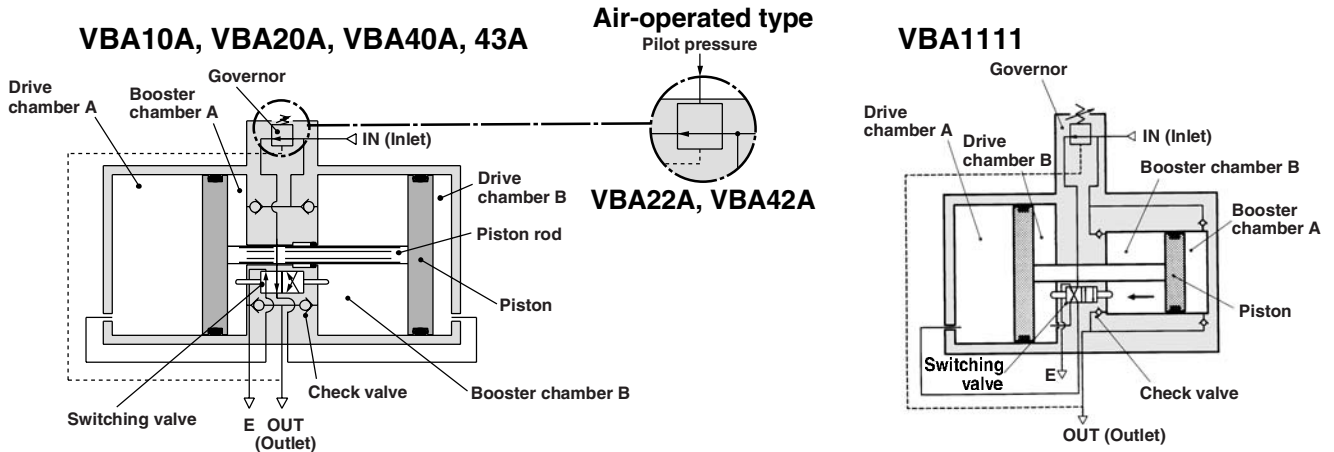 Air-operated type
VBA10A, VBA20A, VBA40A, 43A
Pilot pressure
VBA1111
Drive
chamber A
Booster
chamber A
Governor
IN (Inlet)
Drive
chamber B
VBA22A, VBA42A
Piston rod
Piston
Booster chamber B
Check valve
Switching valve
E
OUT
(Outlet)
Governor
Drive
chamber A
Drive
chamber B
IN (Inlet)
Booster chamber B
Booster
chamber A
Piston
Switching
valve
E
Check valve
OUT (Outlet)